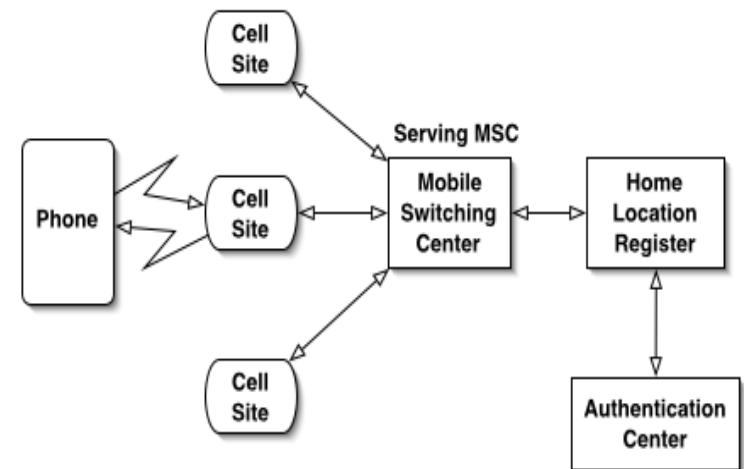 Cell
Site
Serving MSC
Phone
Cell
Site
Mobile
Switching
Center
Home
Location
Register
Cell
Site
Authentication
Center